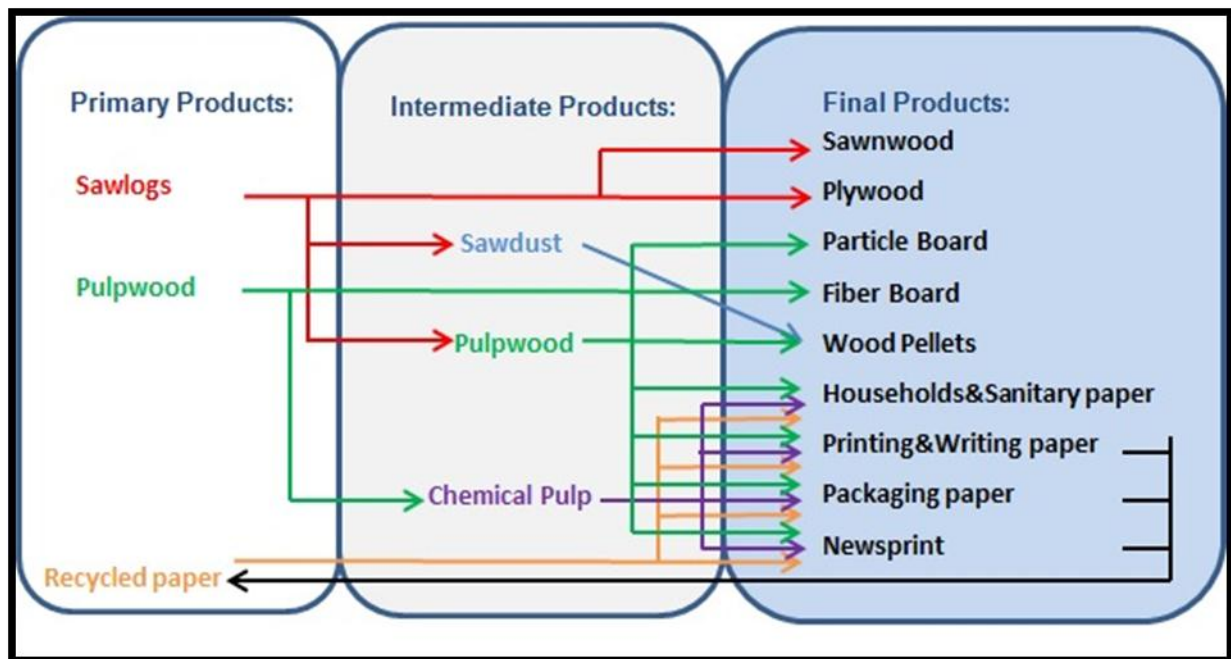 Primary Products:
Sawlogs
Pulpwood
Recycled paper
Intermediate Products:
Sawdust
Pulpwood
Chemical Pulp
Final Products:
Sawnwood
Plywood
Particle Board
Fiber Board
Wood Pellets
Households&Sanitary paper
Printing&Writing paper
Packaging paper
Newsprint